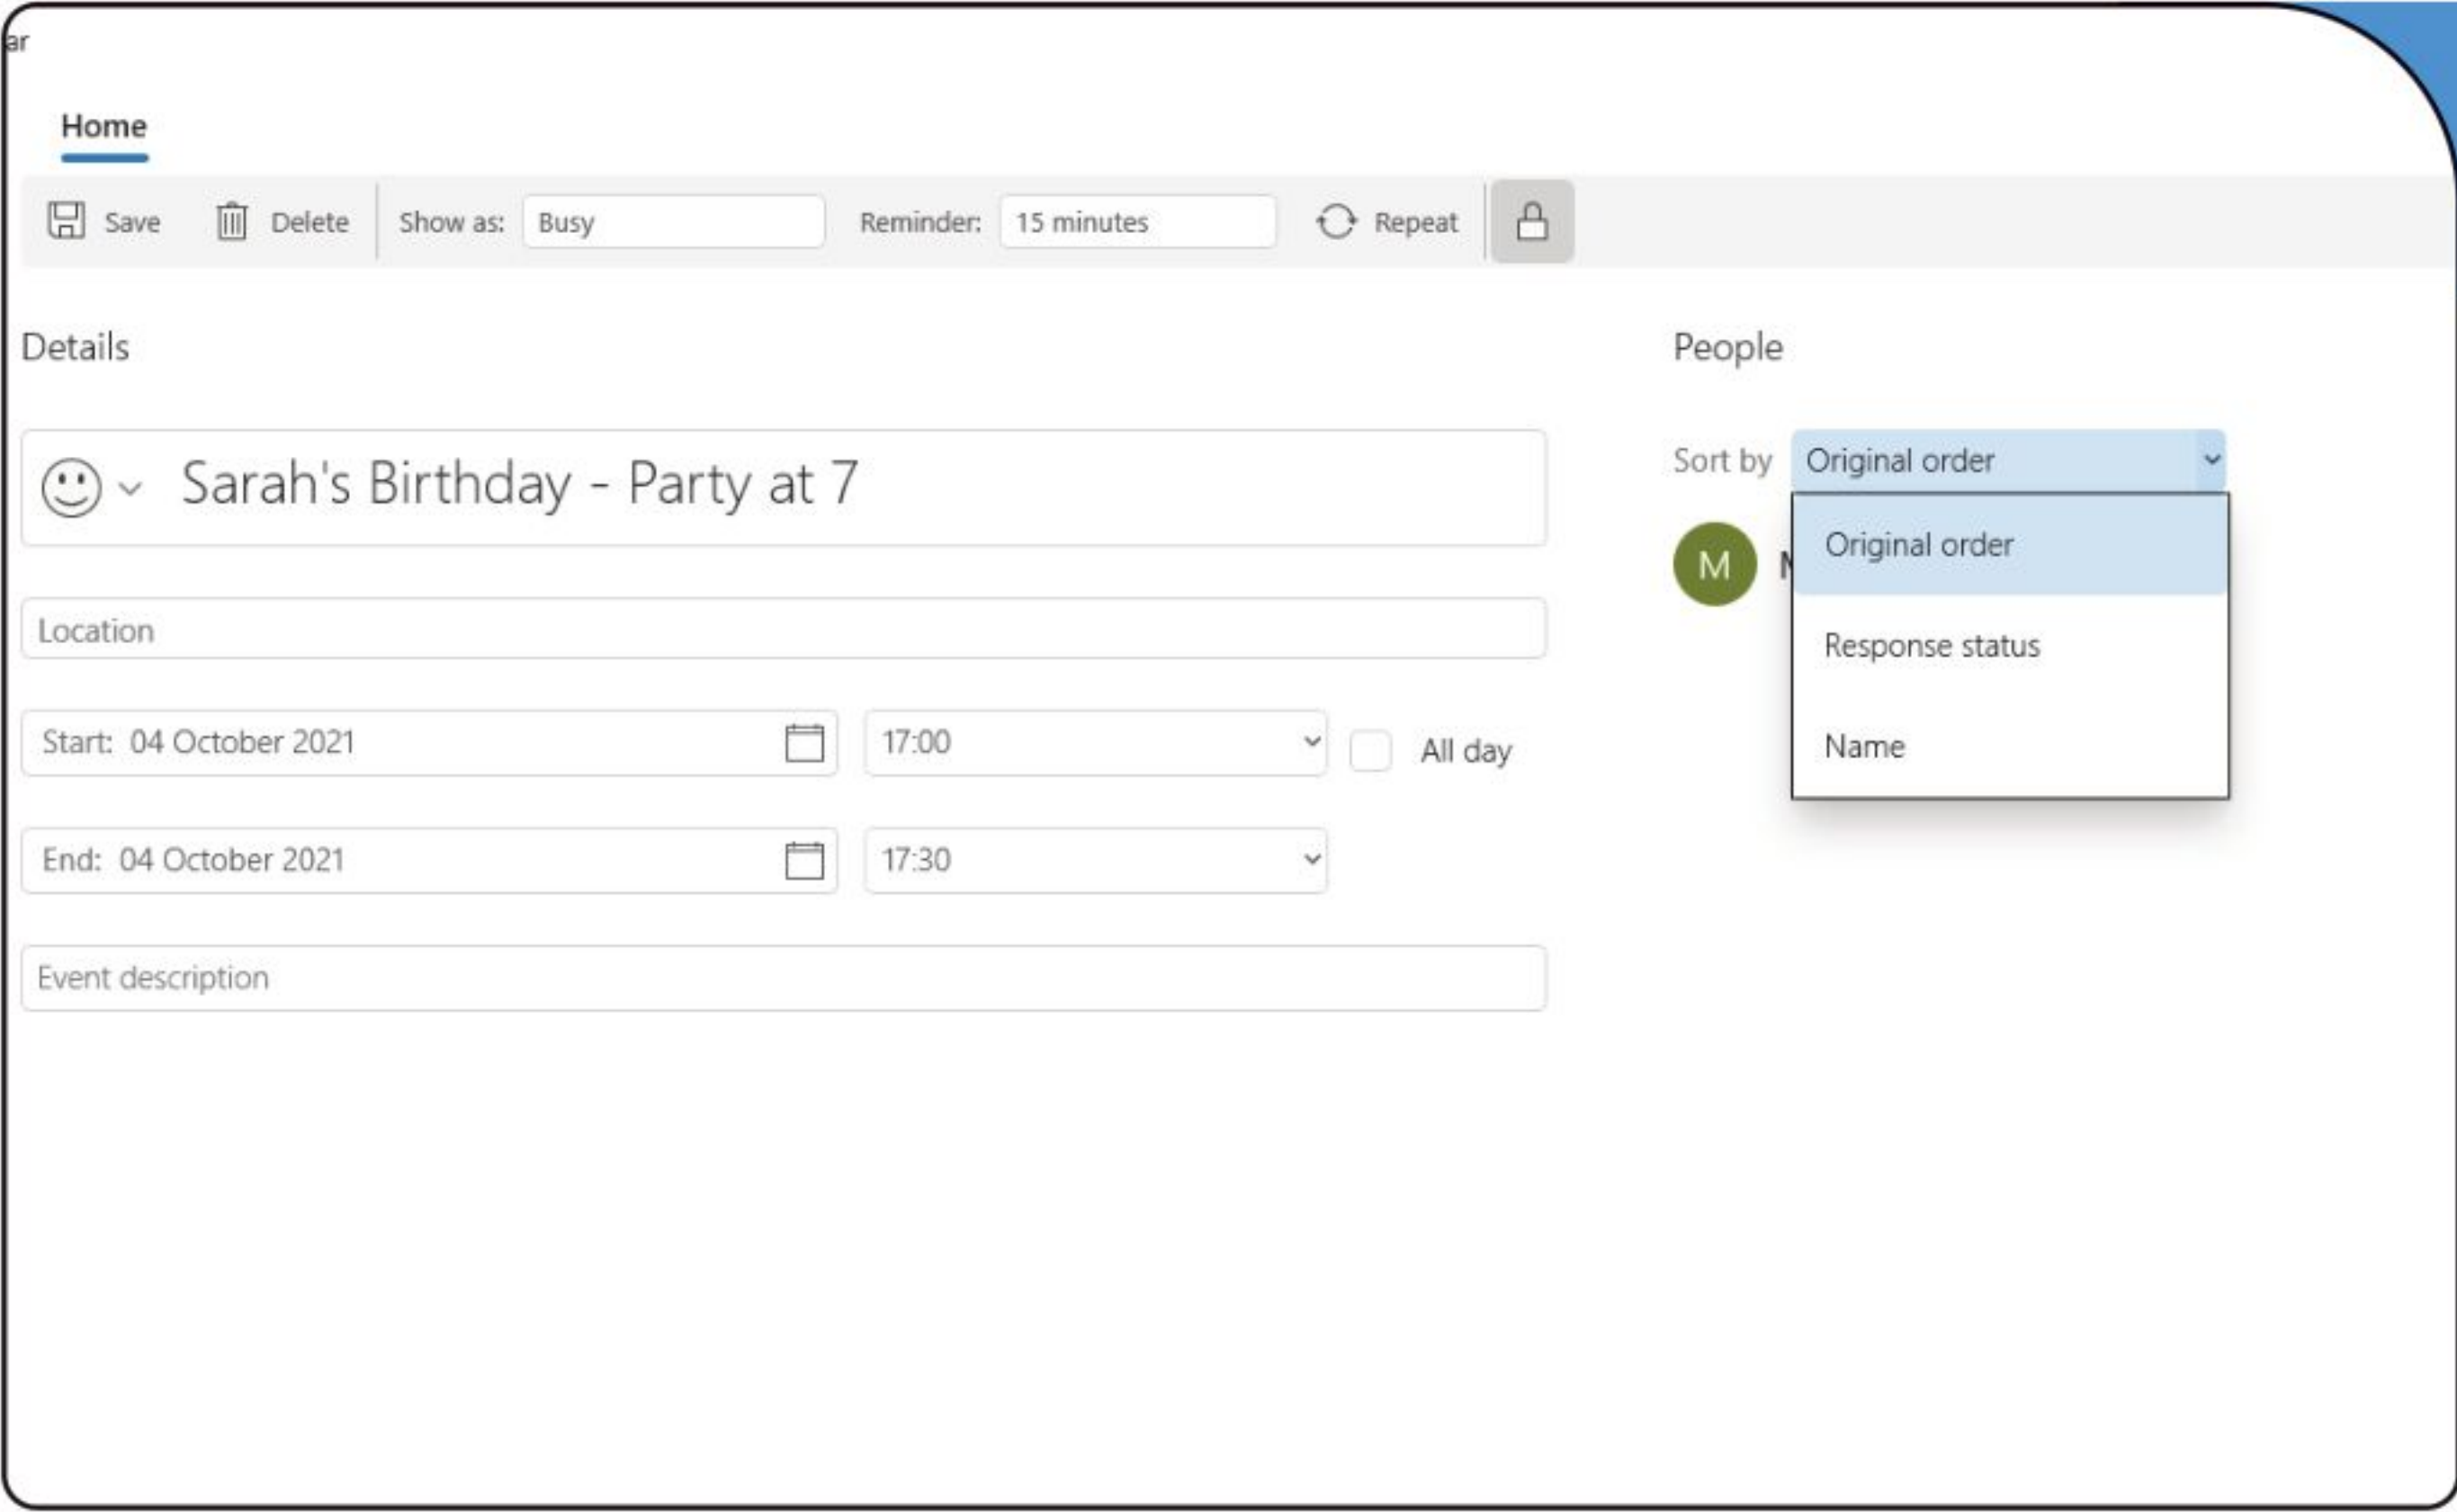 ar
Home
Save Delete Show as: Busy Reminder: 15 minutes Repeat
Details
People
Sarah's Birthday - Party at 7
Sort by Original order
Original order
M
Location
Response status
Start: 04 October 2021 17:00 All day
Name
End: 04 October 2021 17:30
Event description